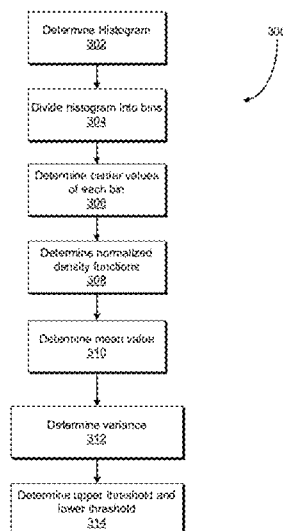 Determine Histogram
302
300
Divide histogram into bins
304
Determine center values
of each bin
306
Determine normalized
density functions
308
Determine mean value
310
Determine variance
312
Determine upper threshold and
lower threshold
314